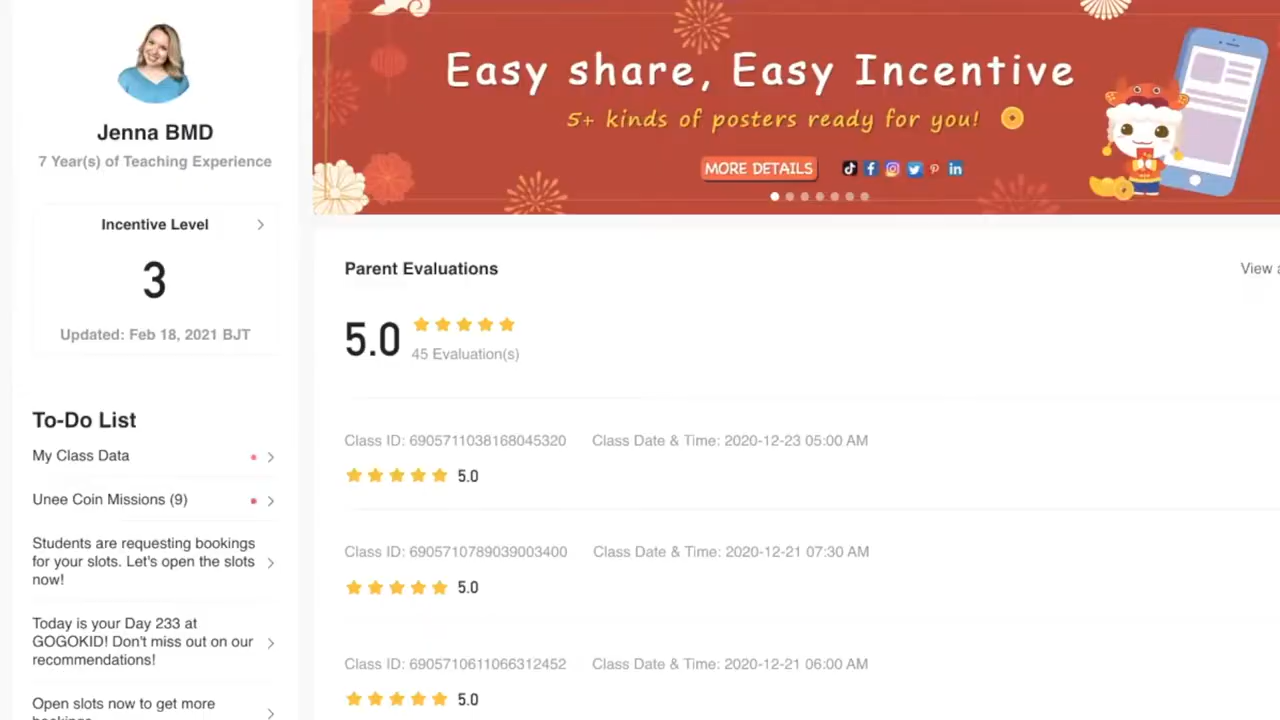 Jenna BMD
7 Year(s) of Teaching Experience
Incentive Level
3
Updated: Feb 18, 2021 BJT
To-Do List
My Class Data
Unee Coin Missions (9)
Students are requesting bookings
for your slots. Let's open the slots
now!
Today is your Day 233 at
GOGOKID! Don't miss out on our
recommendations!
Open slots now to get more
Easy share, Easy Incentive
5+ kinds of posters ready for you!
MORE DETAILS
Parent Evaluations
View
5.0
45 Evaluation(s)
Class ID: 6905711038168045320 Class Date & Time: 2020-12-23 05:00 AM
5.0
Class ID: 6905710789039003400 Class Date & Time: 2020-12-21 07:30 AM
5.0
Class ID: 6905710611066312452 Class Date & Time: 2020-12-21 06:00 AM
5.0